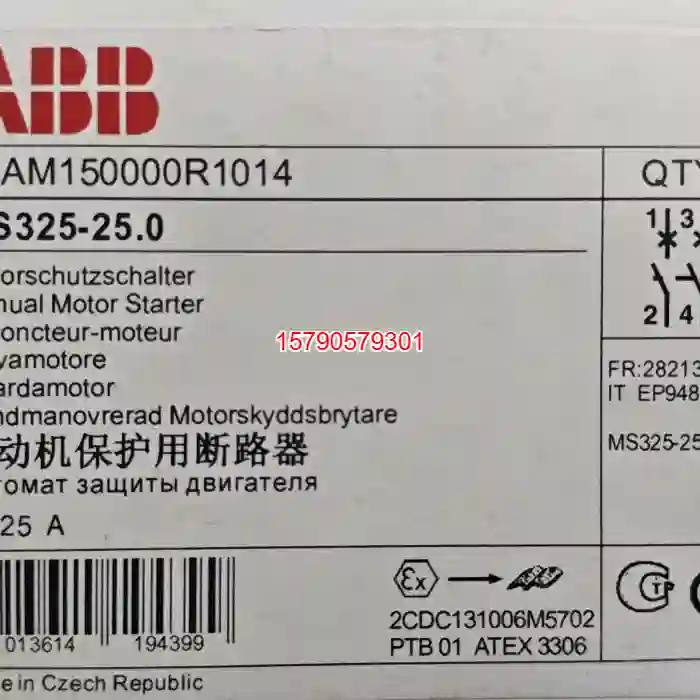 ABB
AM150000R1014
QTY
S325-25.0
1 3
2 4
orschutzschalter
nual Motor Starter
oncteur-moteur
yamotore
ardamotor
ndmanovrerad Motorskyddsbrytare
动机保护用断路器
томат защиты двигателя
25 A
15790579301
FR:28213
IT EP948
MS325-25
εx
2CDC131006M5702
PTB 01 ATEX 3306
013614 194399
e in Czech Republic